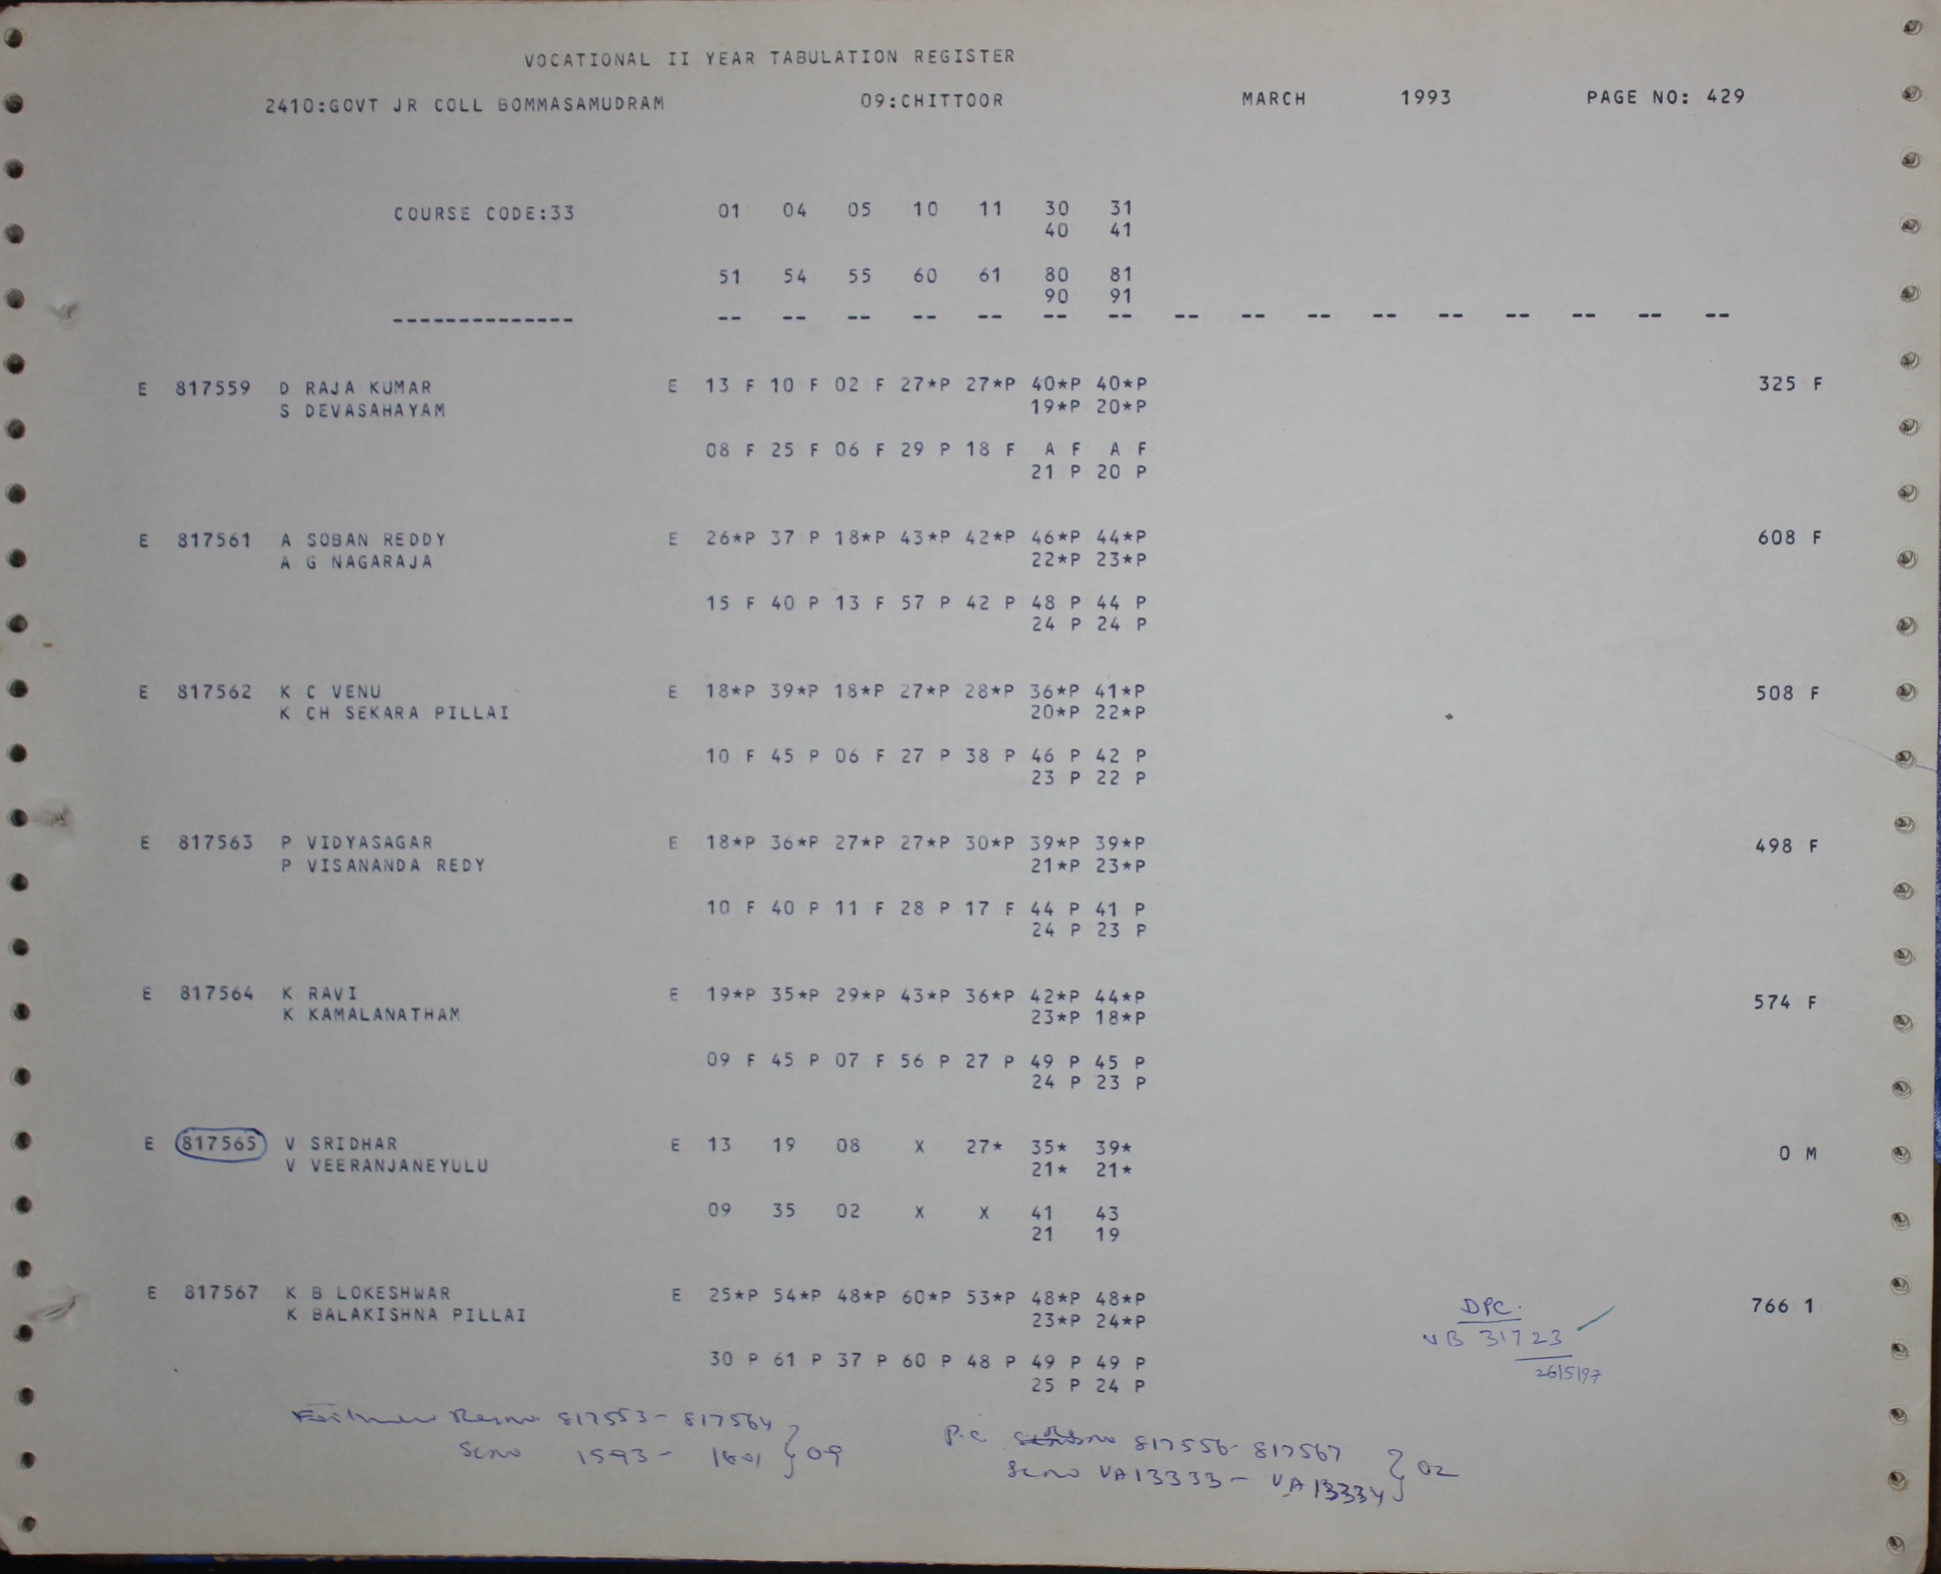 VOCATIONAL II YEAR TABULATION REGISTER
2410:GOVT JR COLL BOMMASAMUDRAM 09:CHITTOOR MARCH 1993 PAGE NO: 429
COURSE CODE:33 01 04 05 10 11 30 31
40 41
51 54 55 60 61 80 81
90 91
-------------- -- -- -- -- -- -- -- -- -- -- -- -- -- -- -- --
E 817559 D RAJA KUMAR E 13 F 10 F 02 F 27*P 27*P 40*P 40*P 325 F
S DEVASAHAYAM 19*P 20*P
08 F 25 F 06 F 29 P 18 F A F A F
21 P 20 P
E 817561 A SOBAN REDDY E 26*P 37 P 18*P 43*P 42*P 46*P 44*P 608 F
A G NAGARAJA 22*P 23*P
15 F 40 P 13 F 57 P 42 P 48 P 44 P
24 P 24 P
E 817562 K C VENU E 18*P 39*P 18*P 27*P 28*P 36*P 41*P 508 F
K CH SEKARA PILLAI 20*P 22*P
10 F 45 P 06 F 27 P 38 P 46 P 42 P
23 P 22 P
E 817563 P VIDYASAGAR E 18*P 36*P 27*P 27*P 30*P 39*P 39*P 498 F
P VISANANDA REDY 21*P 23*P
10 F 40 P 11 F 28 P 17 F 44 P 41 P
24 P 23 P
E 817564 K RAVI E 19*P 35*P 29*P 43*P 36*P 42*P 44*P 574 F
K KAMALANATHAM 23*P 18*P
09 F 45 P 07 F 56 P 27 P 49 P 45 P
24 P 23 P
E 817565 V SRIDHAR E 13 19 08 X 27* 35* 39* 0 M
V VEERANJANEYULU 21* 21*
09 35 02 X X 41 43
21 19
E 817567 K B LOKESHWAR E 25*P 54*P 48*P 60*P 53*P 48*P 48*P 766 1
K BALAKISHNA PILLAI 23*P 24*P
30 P 61 P 37 P 60 P 48 P 49 P 49 P
25 P 24 P
DPC.
VB 31723
26/5/97
817553- 817564
Scno 1593- 1601 } 09
P.C 817556- 817567
Scno VA13333- VA13334 } 02